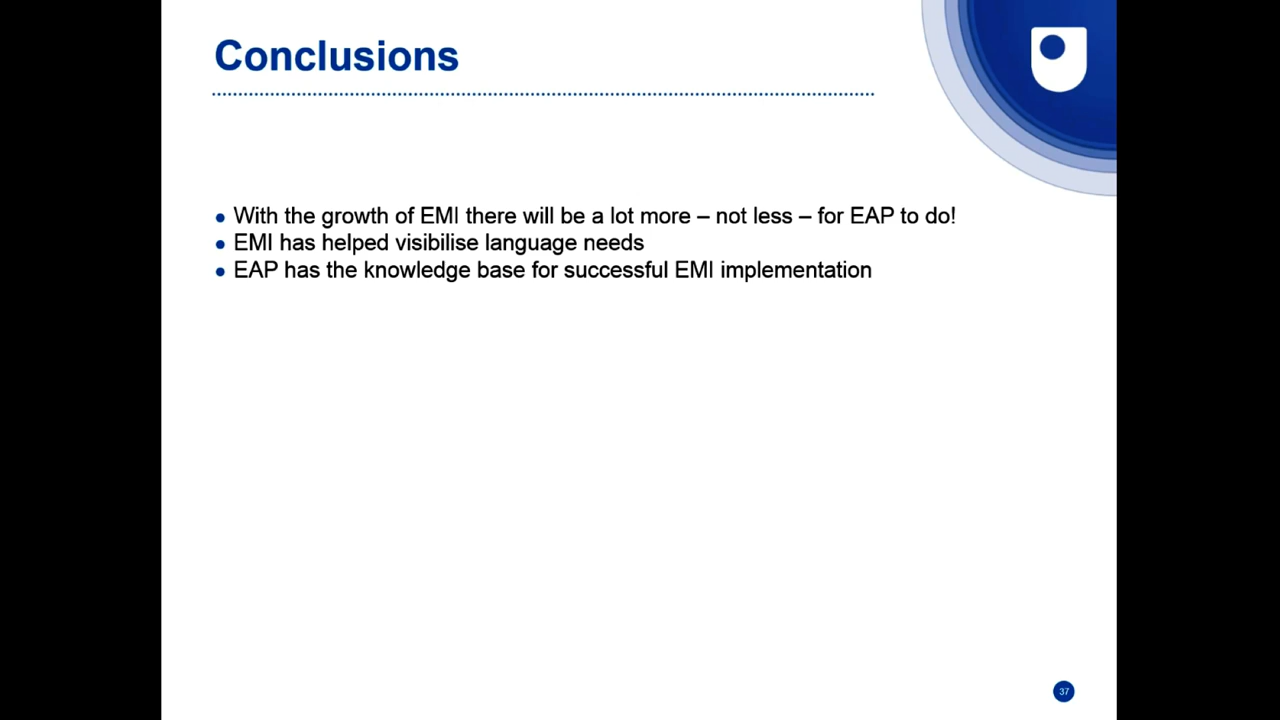 Conclusions
• With the growth of EMI there will be a lot more – not less – for EAP to do!
• EMI has helped visibilise language needs
• EAP has the knowledge base for successful EMI implementation
37